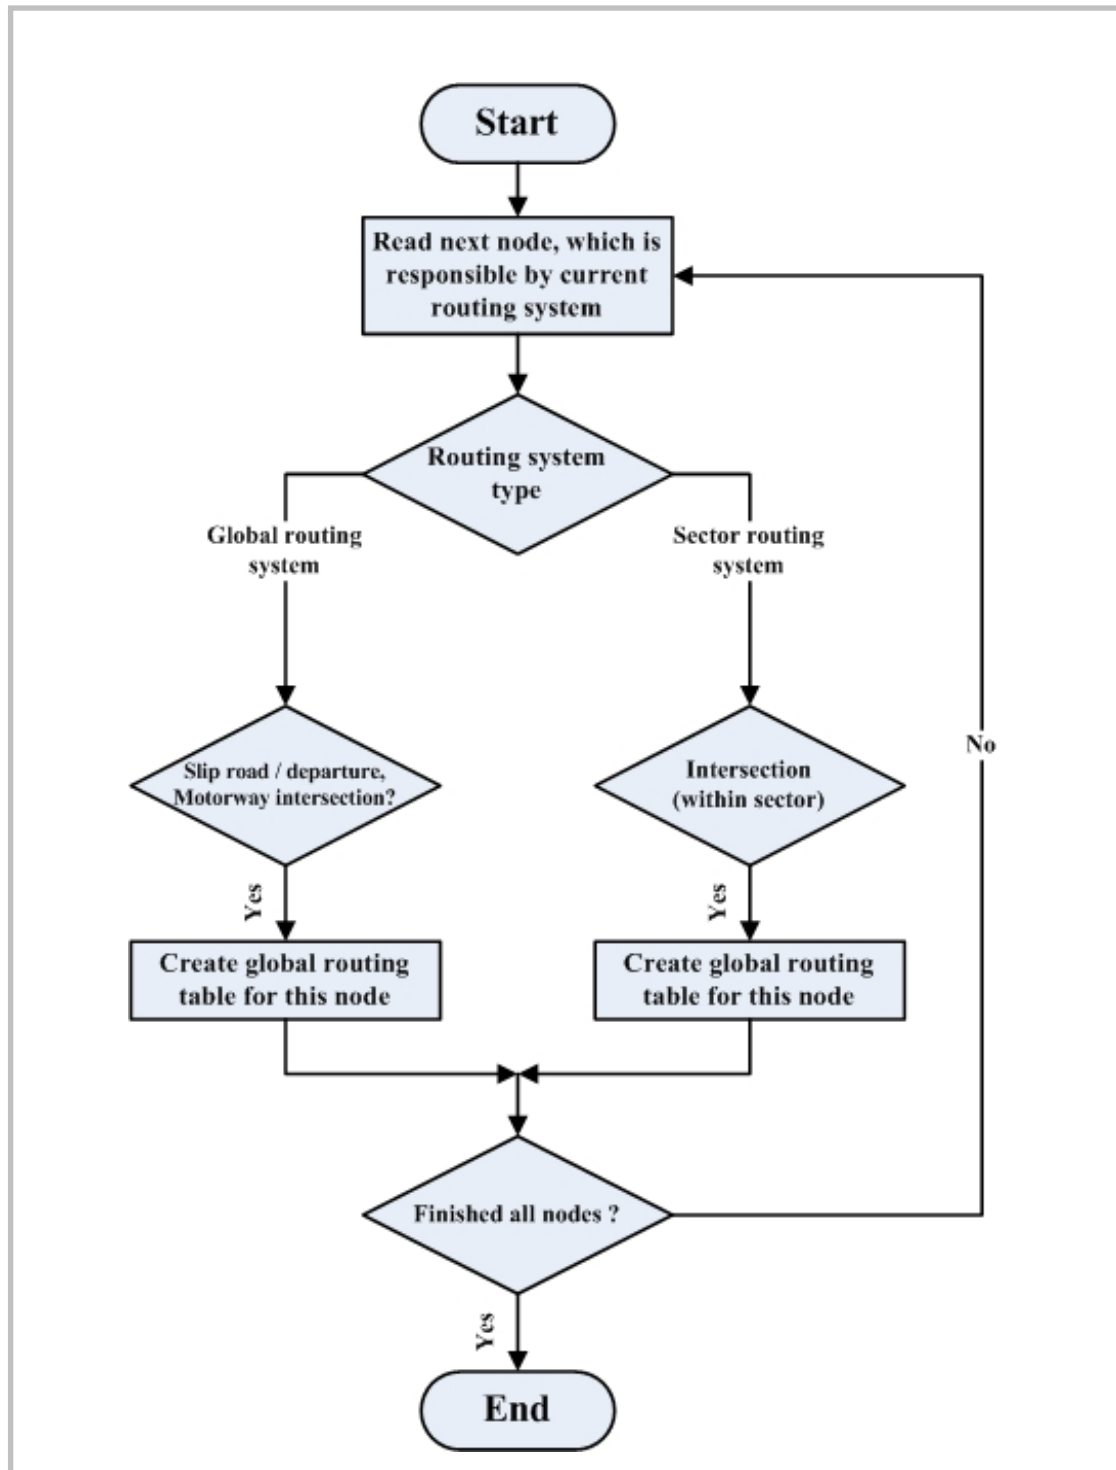 Start
Read next node, which is
responsible by current
routing system
Routing system
type
Global routing
system
Sector routing
system
Slip road / departure,
Motorway intersection?
Intersection
(within sector)
No
Yes
Yes
Create global routing
table for this node
Create global routing
table for this node
Finished all nodes ?
Yes
End